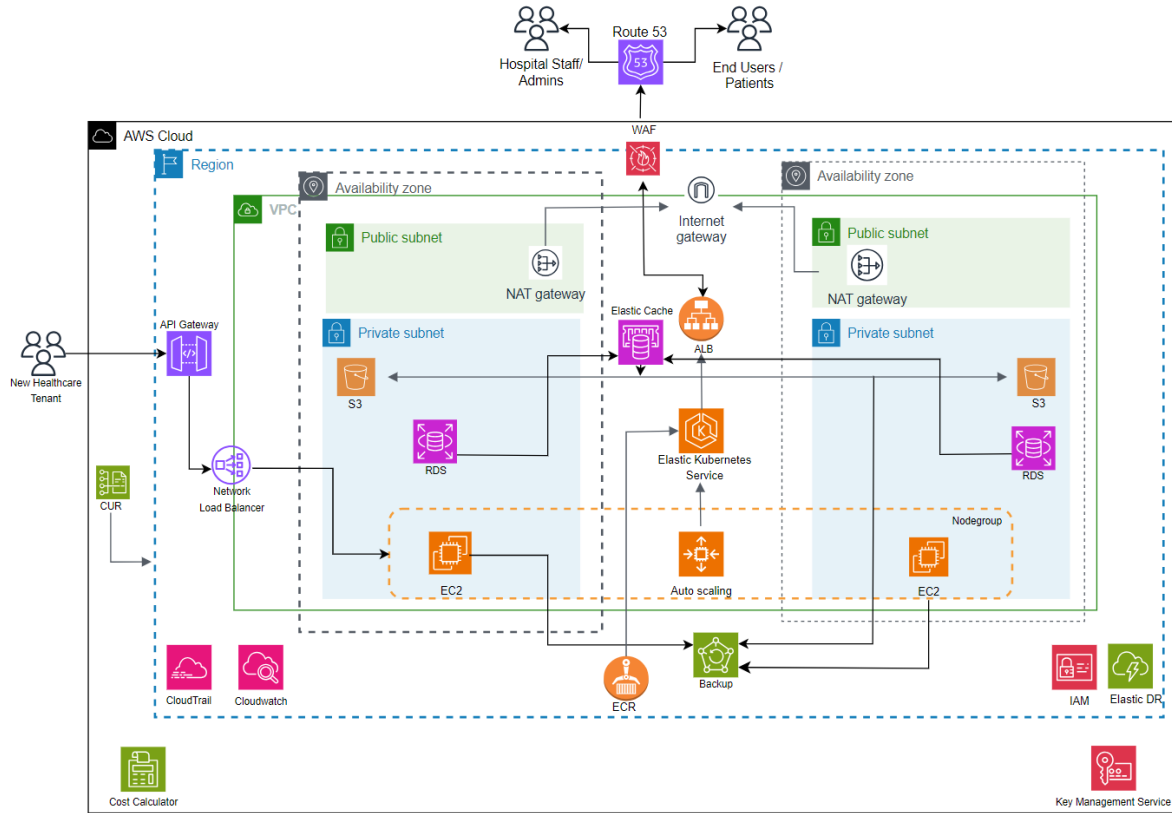 Route 53
53
Hospital Staff/
Admins
End Users /
Patients
WAF
AWS Cloud
Region
Availability zone
Availability zone
VPC
Internet
gateway
Public subnet
Public subnet
NAT gateway
NAT gateway
API Gateway
Private subnet
Elastic Cache
ALB
Private subnet
New Healthcare
Tenant
S3
S3
K
RDS
Elastic Kubernetes
Service
RDS
Network
Load Balancer
CUR
Nodegroup
EC2
Auto scaling
EC2
CloudTrail
Cloudwatch
ECR
Backup
IAM
Elastic DR
Cost Calculator
Key Management Service